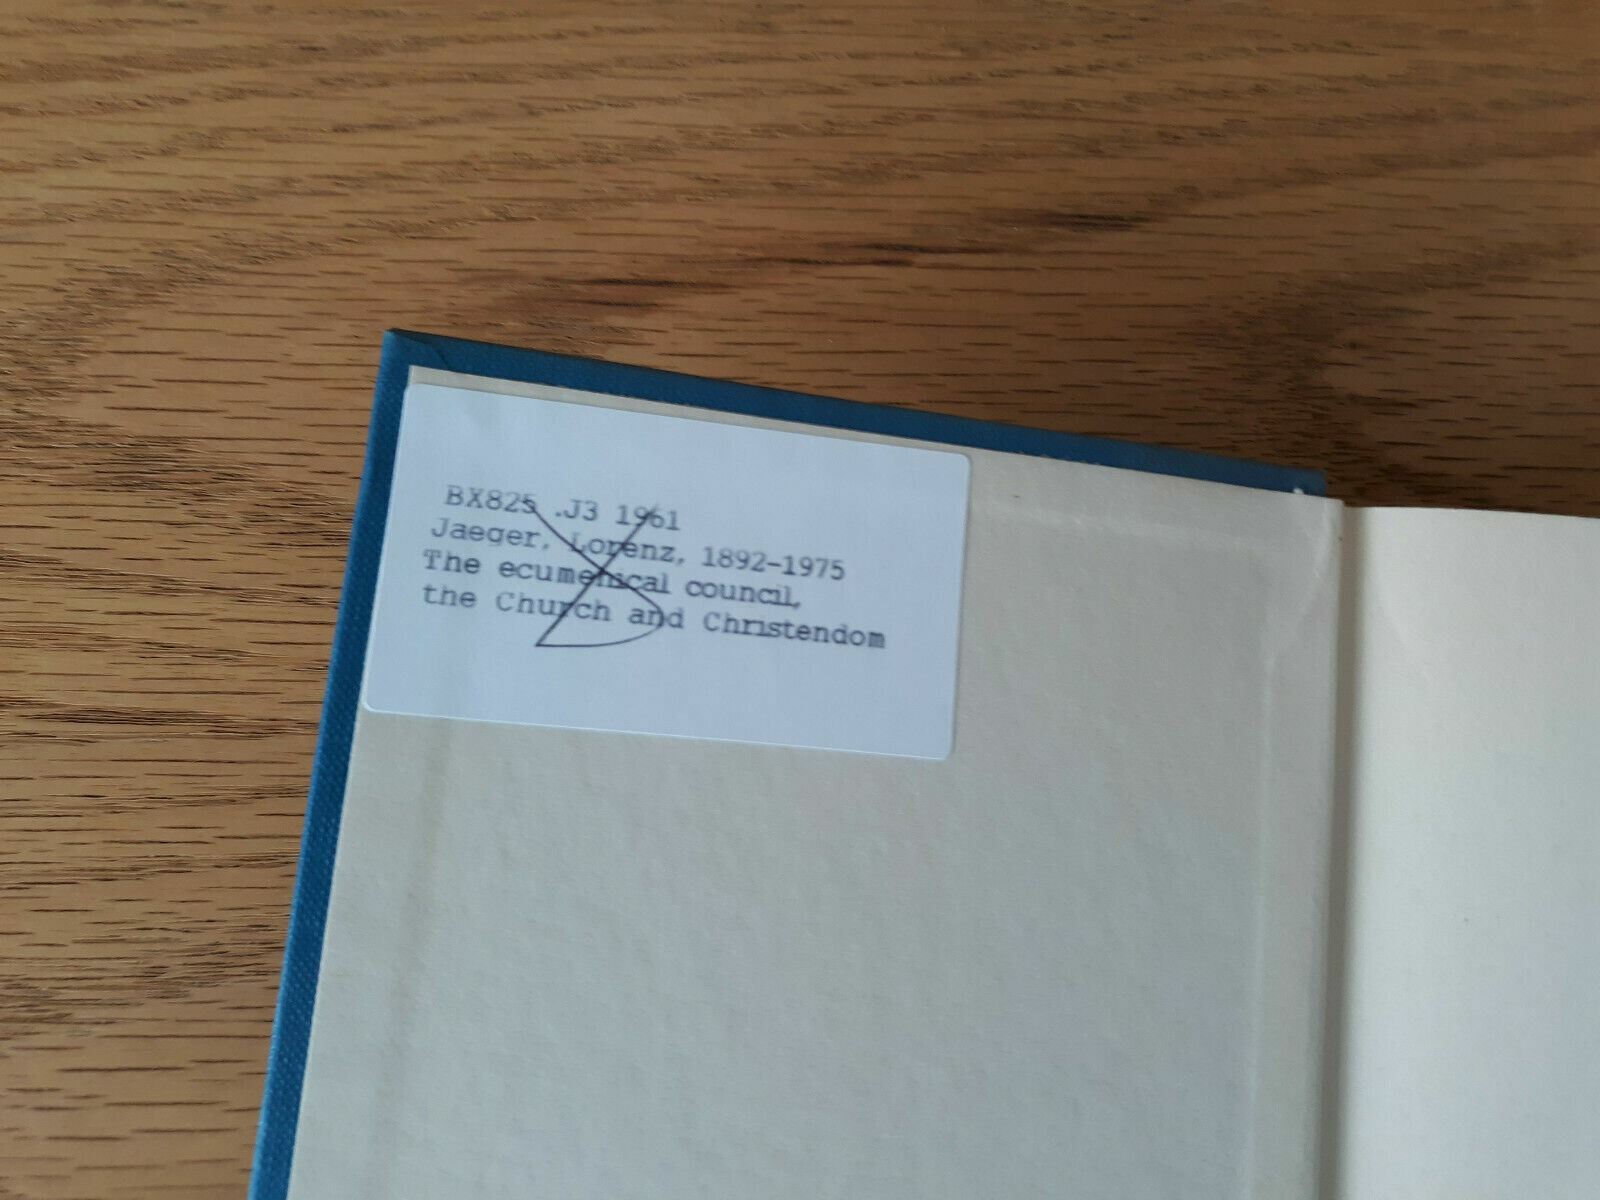 BX825 .J3 1961
Jaeger, Lorenz, 1892-1975
The ecumenical council,
the Church and Christendom